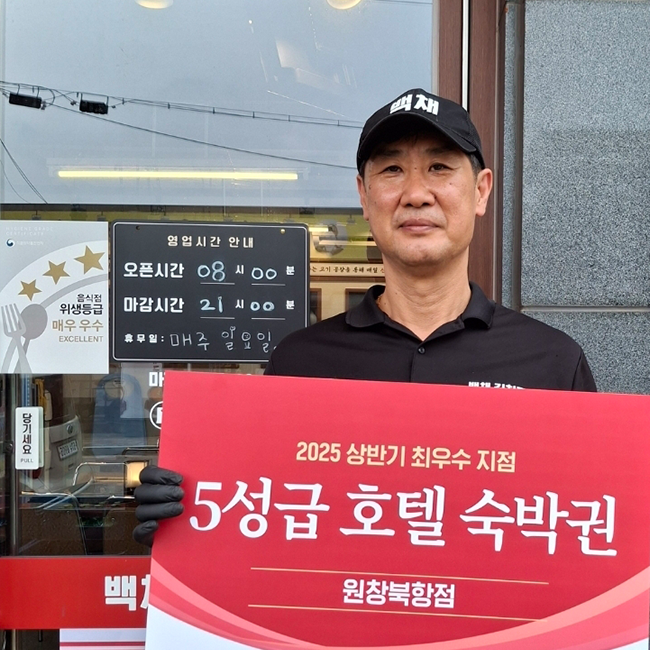 백채
영업시간 안내
오픈시간 08 시 00 분
마감시간 21 시 00 분
휴무일: 매주 일요일
음식점
위생등급
매우 우수
EXCELLENT
당기세요
PULL
2025 상반기 최우수 지점
5성급 호텔 숙박권
원창북항점
백채